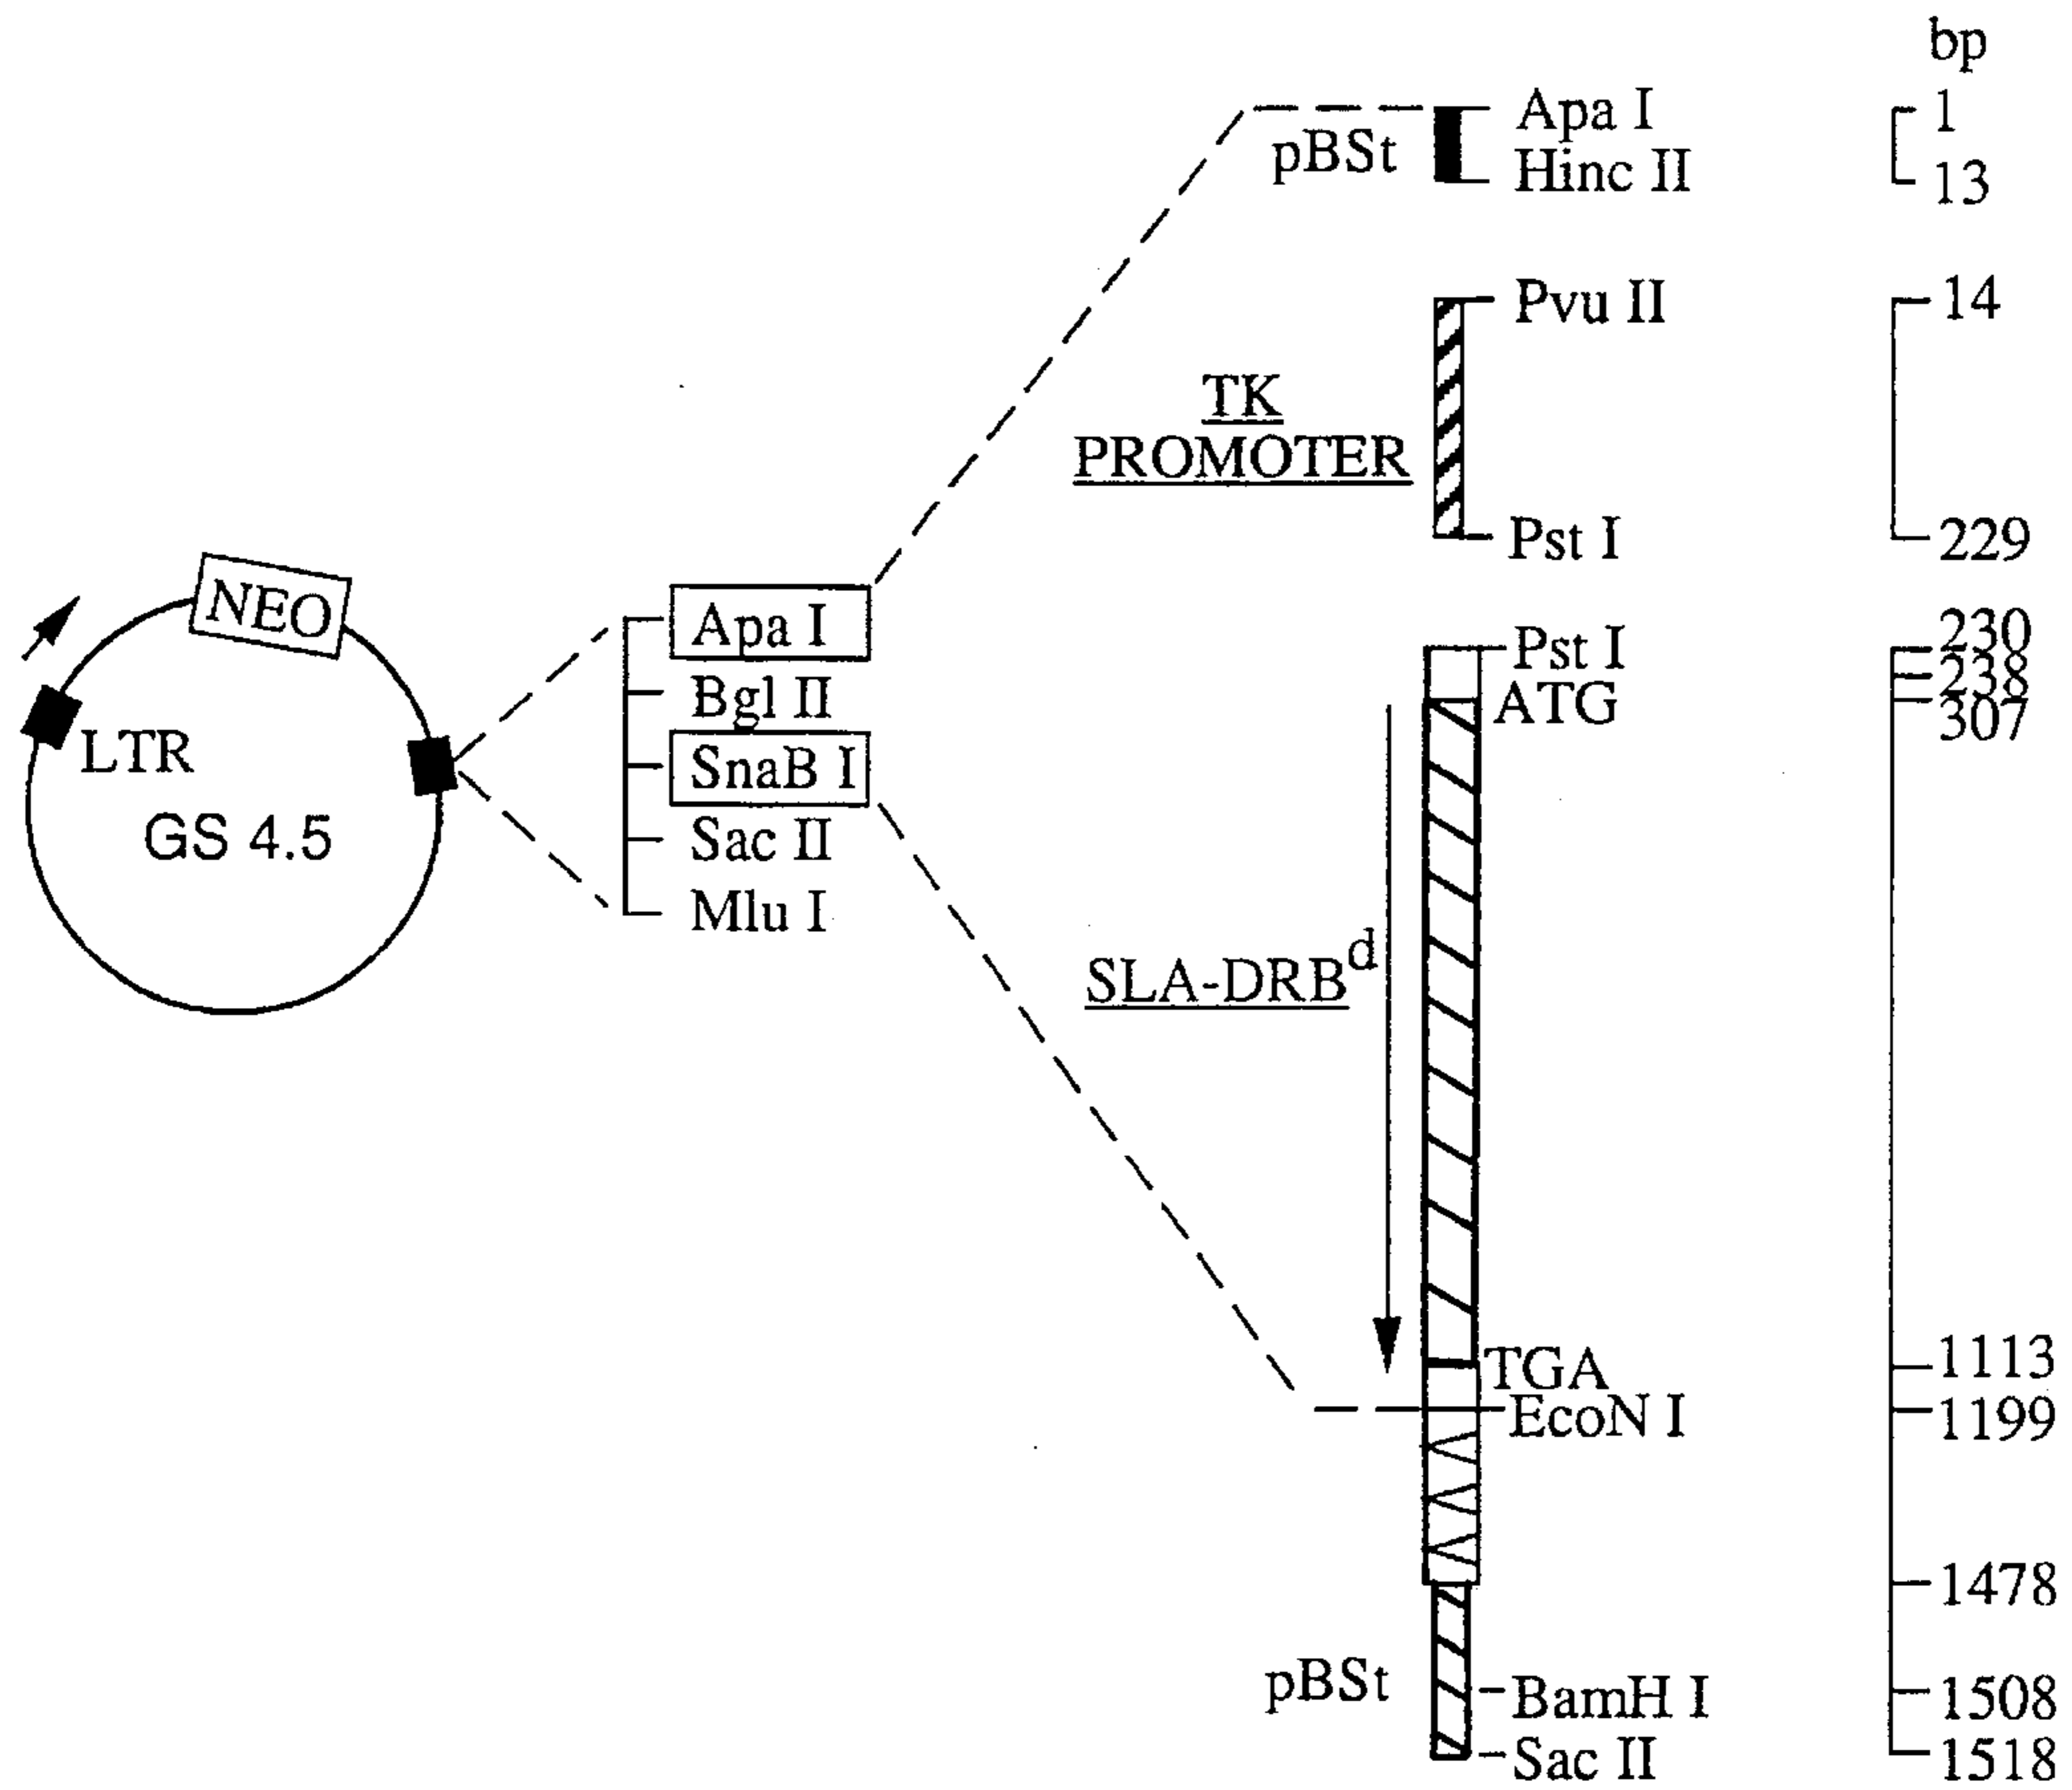 bp
Apa I 1
pBSt
Hinc II 13
Pvu II 14
TK
PROMOTER
Pst I 229
NEO
LTR
GS 4.5
Apa I
Bgl II
SnaB I
Sac II
Mlu I
Pst I 230
238
ATG 307
SLA-DRBd
TGA 1113
EcoN I 1199
1478
pBSt
BamH I 1508
Sac II 1518